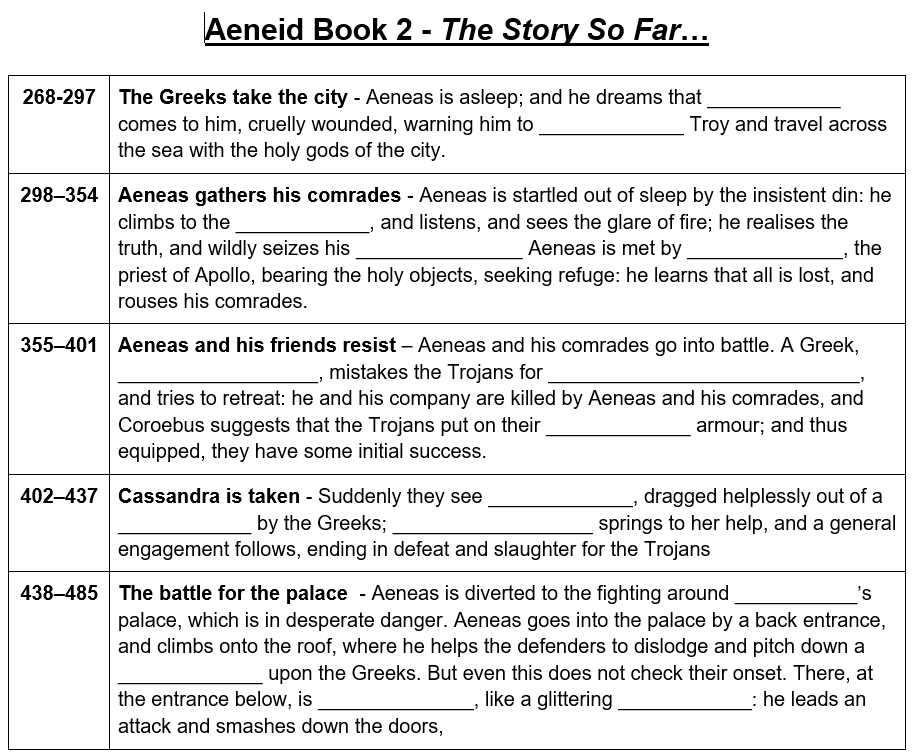 Aeneid Book 2 - The Story So Far…
268-297
The Greeks take the city - Aeneas is asleep; and he dreams that ____________
comes to him, cruelly wounded, warning him to _____________ Troy and travel across
the sea with the holy gods of the city.
298–354
Aeneas gathers his comrades - Aeneas is startled out of sleep by the insistent din: he
climbs to the ____________, and listens, and sees the glare of fire; he realises the
truth, and wildly seizes his _______________ Aeneas is met by ______________, the
priest of Apollo, bearing the holy objects, seeking refuge: he learns that all is lost, and
rouses his comrades.
355–401
Aeneas and his friends resist – Aeneas and his comrades go into battle. A Greek,
__________________, mistakes the Trojans for ____________________________,
and tries to retreat: he and his company are killed by Aeneas and his comrades, and
Coroebus suggests that the Trojans put on their _____________ armour; and thus
equipped, they have some initial success.
402–437
Cassandra is taken - Suddenly they see _____________, dragged helplessly out of a
____________ by the Greeks; __________________ springs to her help, and a general
engagement follows, ending in defeat and slaughter for the Trojans
438–485
The battle for the palace - Aeneas is diverted to the fighting around ___________’s
palace, which is in desperate danger. Aeneas goes into the palace by a back entrance,
and climbs onto the roof, where he helps the defenders to dislodge and pitch down a
_____________ upon the Greeks. But even this does not check their onset. There, at
the entrance below, is ______________, like a glittering ____________: he leads an
attack and smashes down the doors,